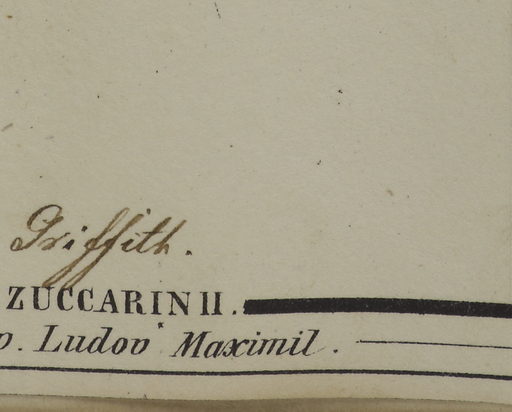 Griffith.
ZUCCARINII.
p. Ludov. Maximil.